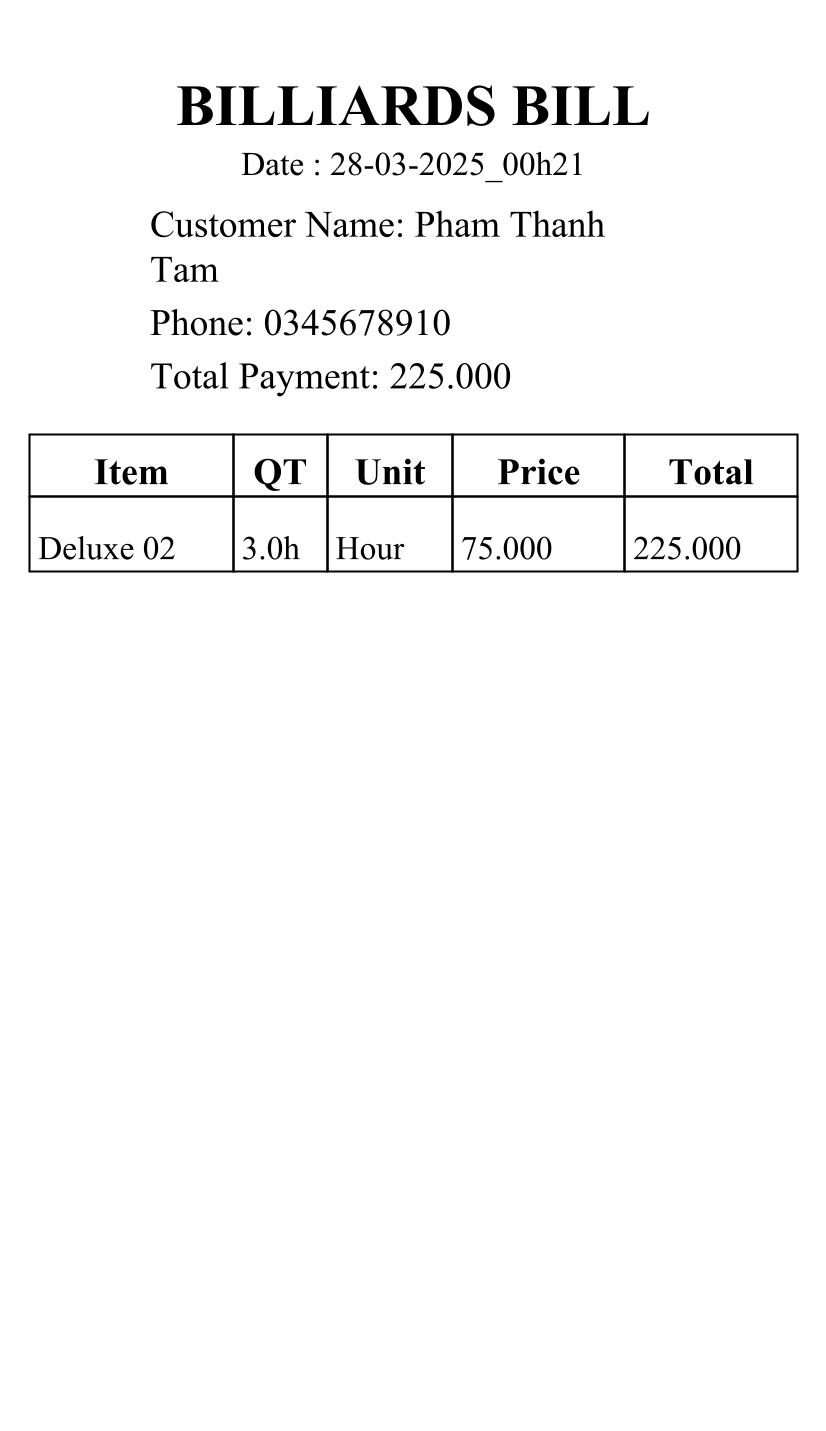 BILLIARDS BILL
Date : 28-03-2025_00h21
Customer Name: Pham Thanh
Tam
Phone: 0345678910
Total Payment: 225.000
Item QT Unit Price Total
Deluxe 02 3.0h Hour 75.000 225.000